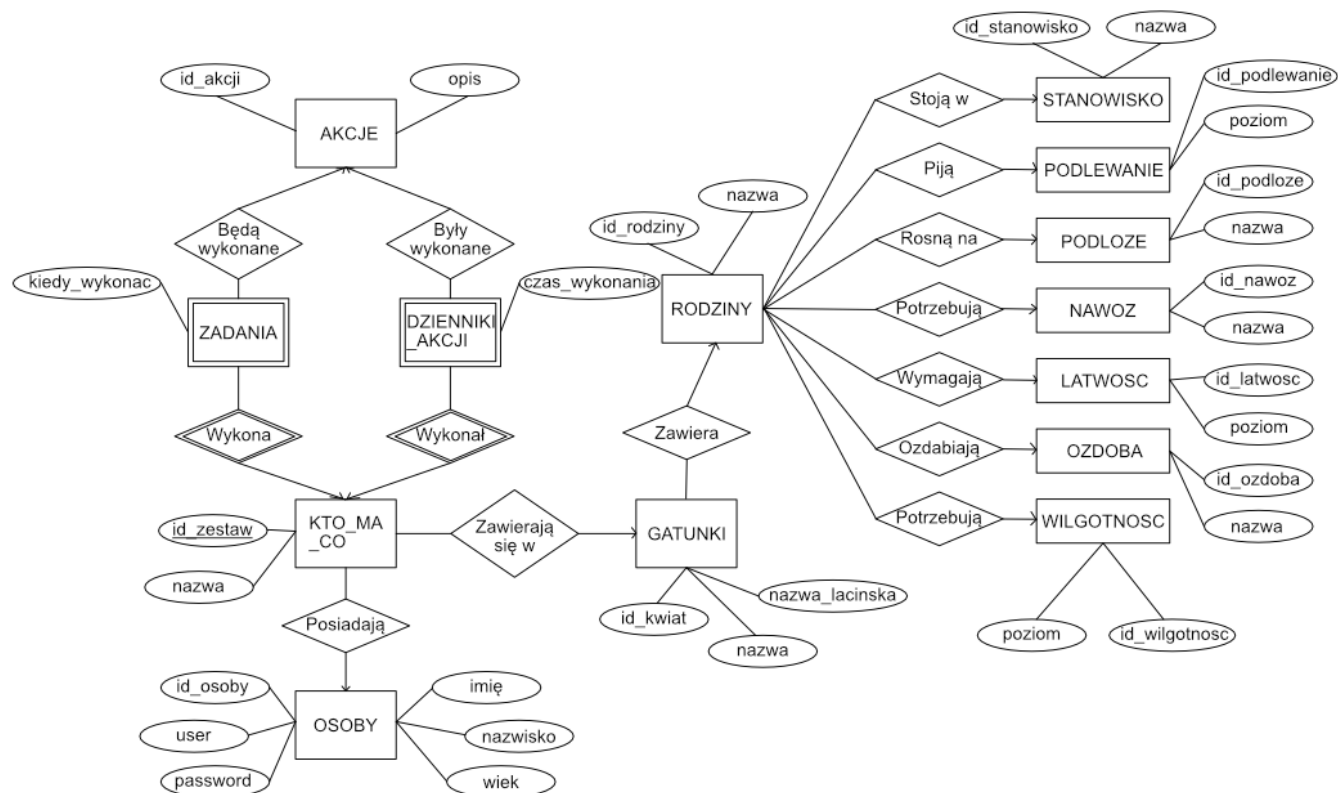 id_stanowisko
nazwa
id_akcji
opis
AKCJE
Stoją w
STANOWISKO
id_podlewanie
poziom
Piją
PODLEWANIE
id_podloze
nazwa
nazwa
id_rodziny
Będą
wykonane
Były
wykonane
Rosną na
PODLOZE
nazwa
kiedy_wykonac
czas_wykonania
ZADANIA
DZIENNIKI
_AKCJI
RODZINY
Potrzebują
NAWOZ
id_nawoz
nazwa
Wymagają
LATWOSC
id_latwosc
poziom
Wykona
Wykonał
Zawiera
Ozdabiają
OZDOBA
id_ozdoba
nazwa
id_zestaw
nazwa
KTO_MA
_CO
Zawierają
się w
GATUNKI
Potrzebują
WILGOTNOSC
nazwa_lacinska
id_kwiat
nazwa
poziom
id_wilgotnosc
Posiadają
id_osoby
user
password
OSOBY
imię
nazwisko
wiek